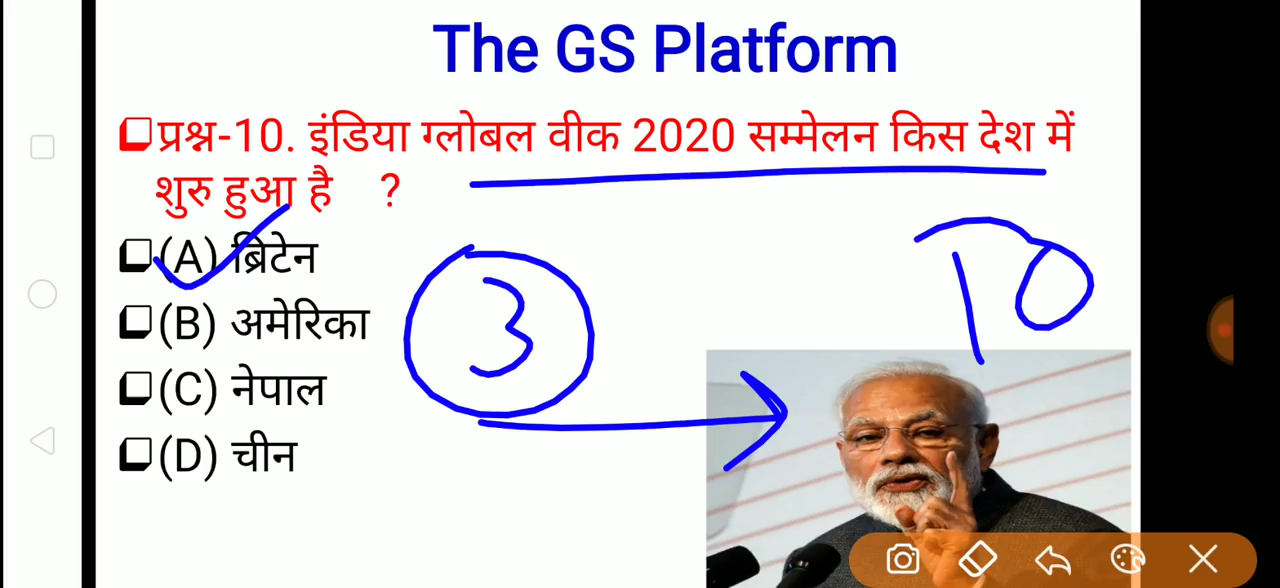 The GS Platform
प्रश्न-10. इंडिया ग्लोबल वीक 2020 सम्मेलन किस देश में
शुरु हुआ है ?
(A) ब्रिटेन
(B) अमेरिका
(C) नेपाल
(D) चीन
3
10